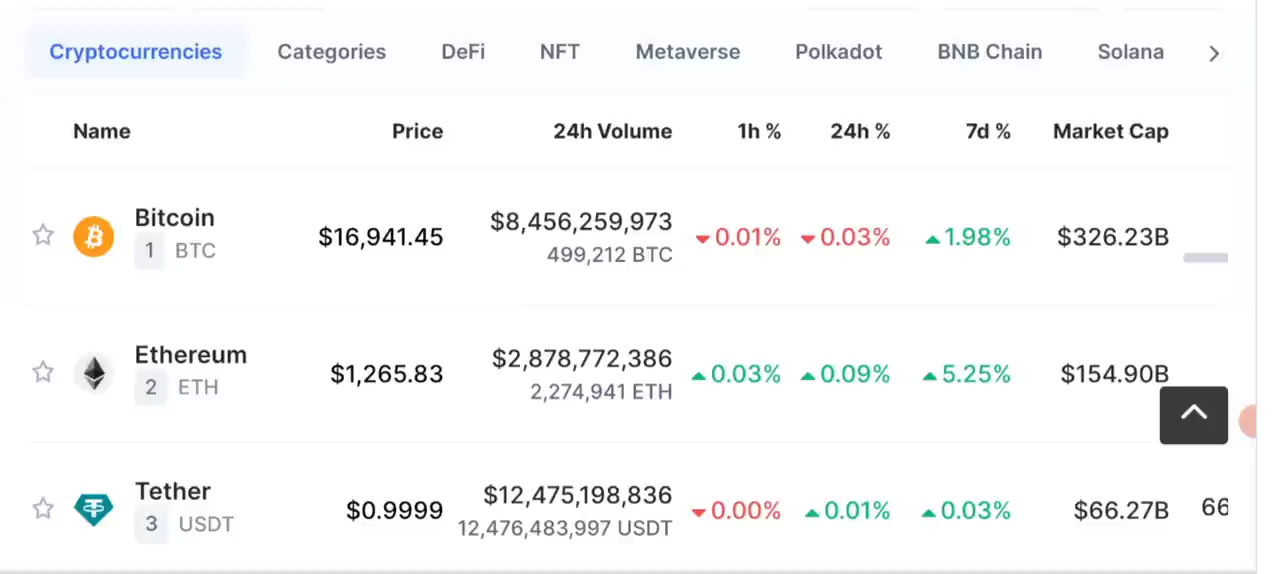 Cryptocurrencies Categories DeFi NFT Metaverse Polkadot BNB Chain Solana
Name Price 24h Volume 1h % 24h % 7d % Market Cap
Bitcoin
1 BTC
$16,941.45
$8,456,259,973
499,212 BTC
0.01% 0.03% 1.98% $326.23B
Ethereum
2 ETH
$1,265.83
$2,878,772,386
2,274,941 ETH
0.03% 0.09% 5.25% $154.90B
Tether
3 USDT
$0.9999
$12,475,198,836
12,476,483,997 USDT
0.00% 0.01% 0.03% $66.27B 66